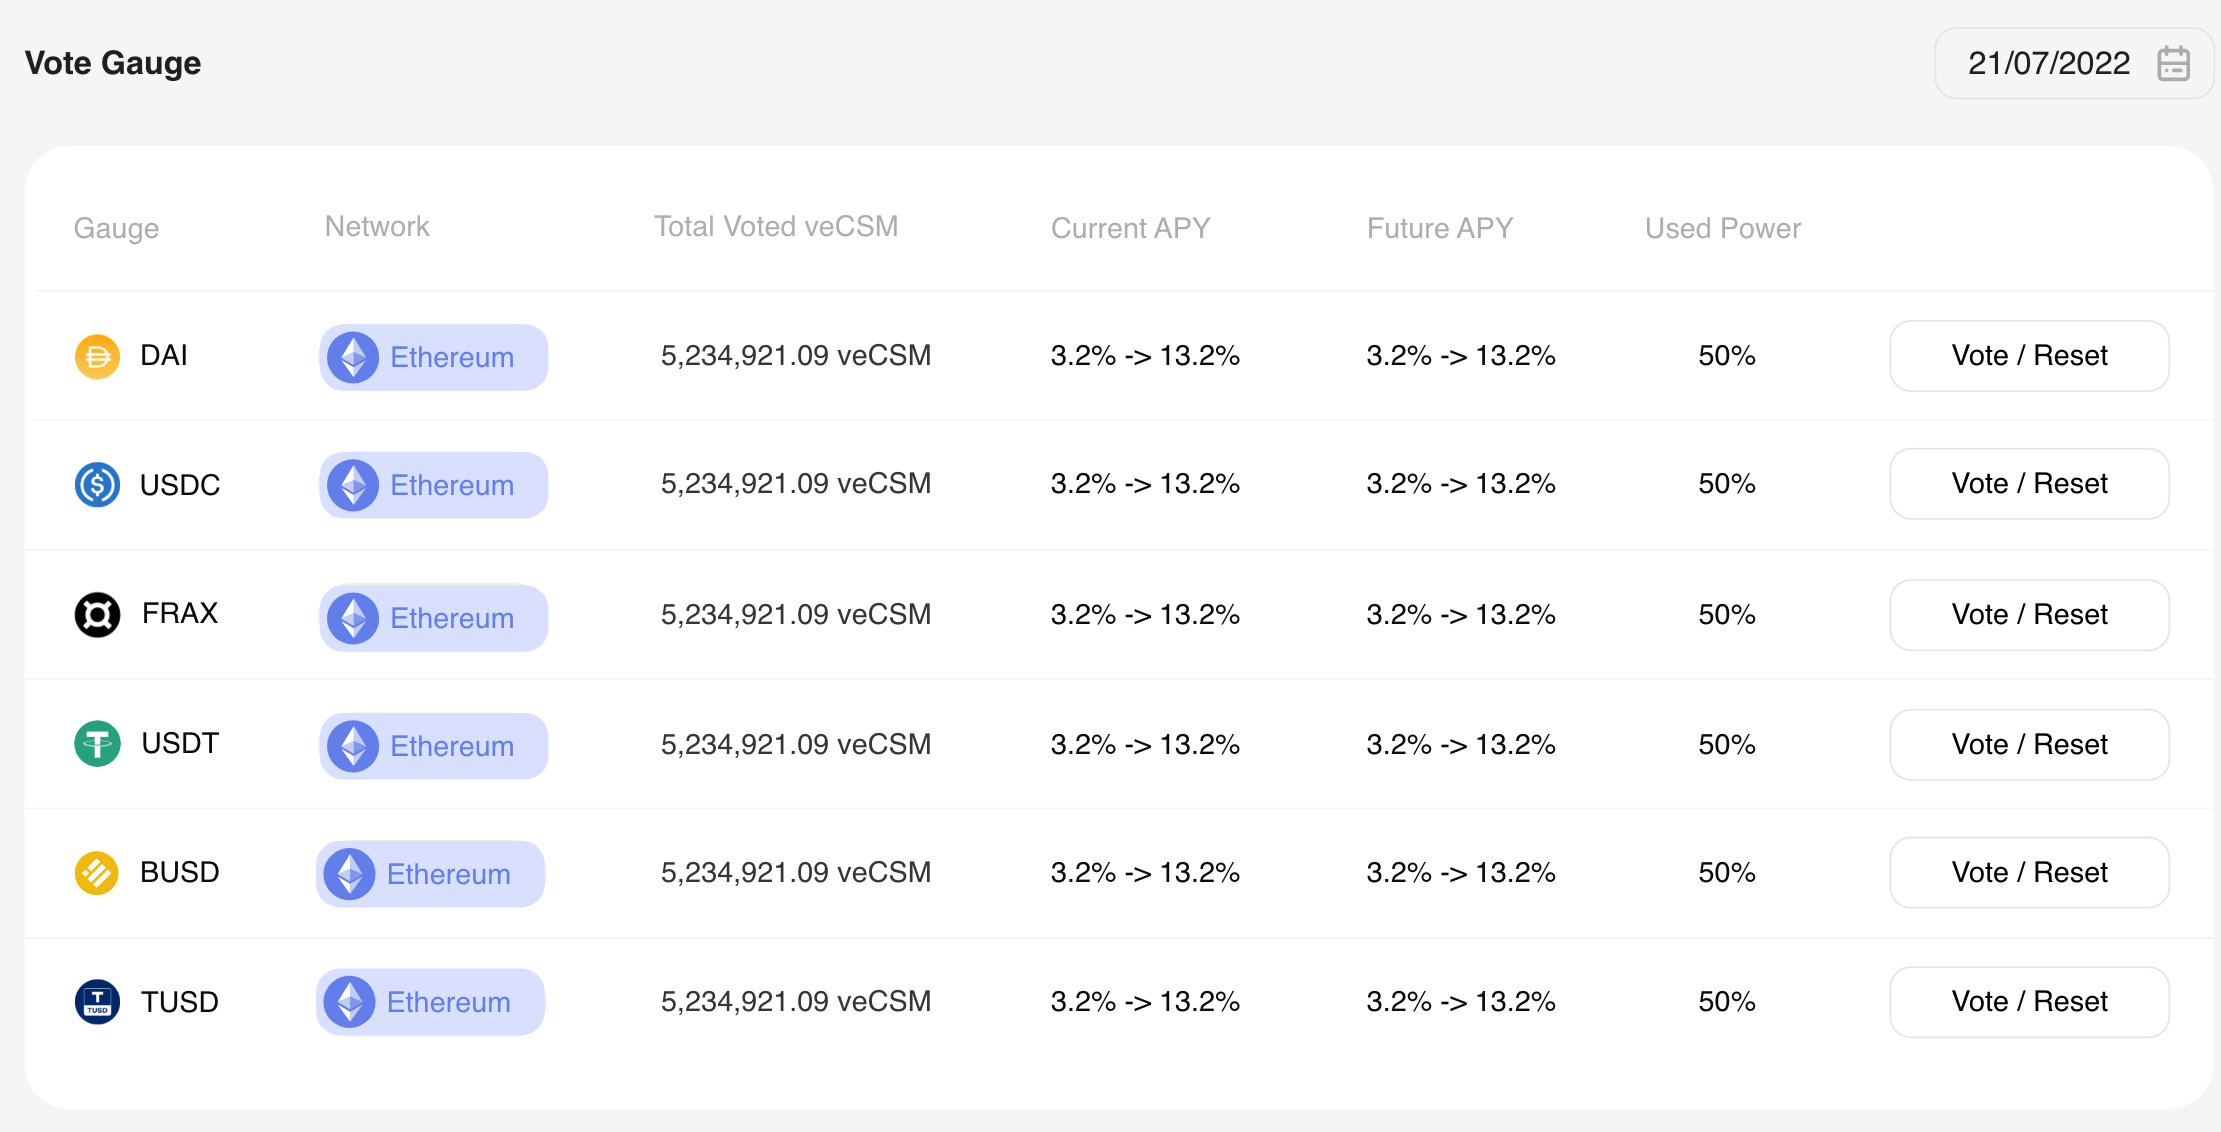 Vote Gauge
21/07/2022
Gauge Network Total Voted veCSM Current APY Future APY Used Power
DAI Ethereum 5,234,921.09 veCSM 3.2% -> 13.2% 3.2% -> 13.2% 50% Vote / Reset
USDC Ethereum 5,234,921.09 veCSM 3.2% -> 13.2% 3.2% -> 13.2% 50% Vote / Reset
FRAX Ethereum 5,234,921.09 veCSM 3.2% -> 13.2% 3.2% -> 13.2% 50% Vote / Reset
USDT Ethereum 5,234,921.09 veCSM 3.2% -> 13.2% 3.2% -> 13.2% 50% Vote / Reset
BUSD Ethereum 5,234,921.09 veCSM 3.2% -> 13.2% 3.2% -> 13.2% 50% Vote / Reset
TUSD TUSD Ethereum 5,234,921.09 veCSM 3.2% -> 13.2% 3.2% -> 13.2% 50% Vote / Reset